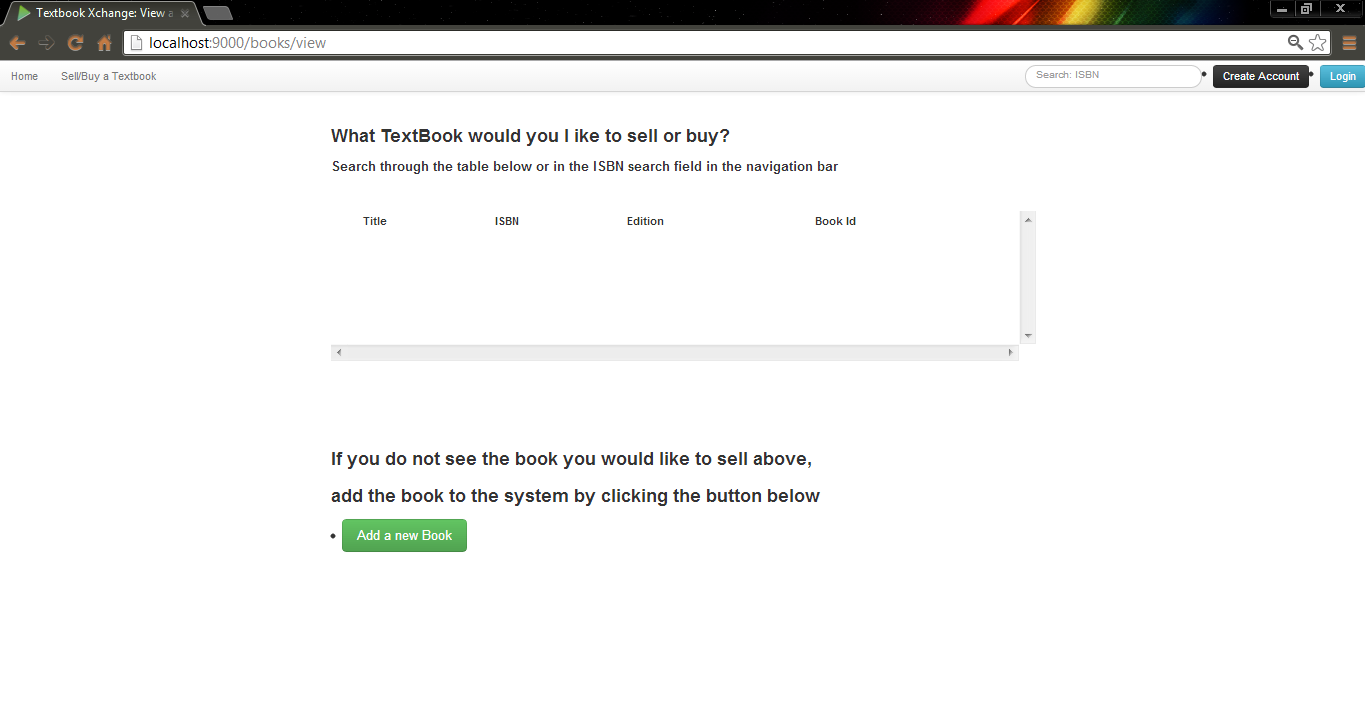 Textbook Xchange: View a
localhost:9000/books/view
Home Sell/Buy a Textbook Search: ISBN Create Account Login
What TextBook would you l ike to sell or buy?
Search through the table below or in the ISBN search field in the navigation bar
Title ISBN Edition Book Id
If you do not see the book you would like to sell above,
add the book to the system by clicking the button below
Add a new Book